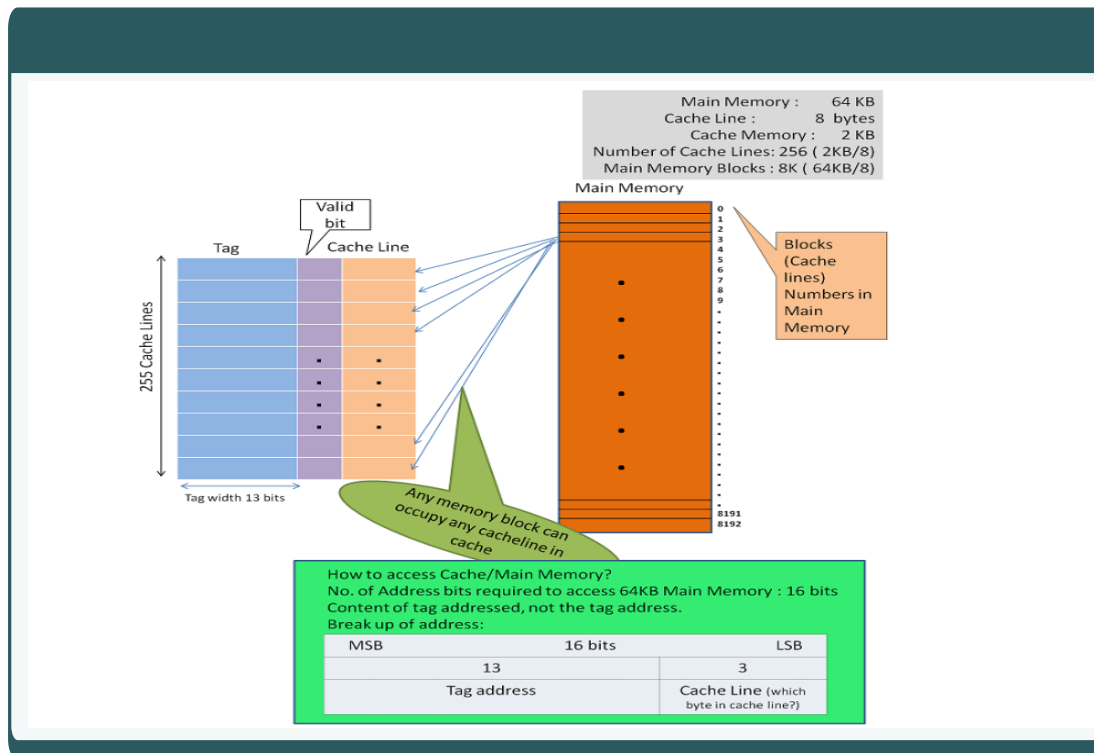 Main Memory : 64 KB
Cache Line : 8 bytes
Cache Memory : 2 KB
Number of Cache Lines: 256 ( 2KB/8)
Main Memory Blocks : 8K ( 64KB/8)
Main Memory
Valid
bit
Tag
Cache Line
255 Cache Lines
Tag width 13 bits
0
1
2
3
4
5
6
7
8
9
8191
8192
Blocks
(Cache
lines)
Numbers in
Main
Memory
Any memory block can
occupy any cacheline in
cache
How to access Cache/Main Memory?
No. of Address bits required to access 64KB Main Memory : 16 bits
Content of tag addressed, not the tag address.
Break up of address:
MSB 16 bits LSB
13 3
Tag address
Cache Line (which
byte in cache line?)